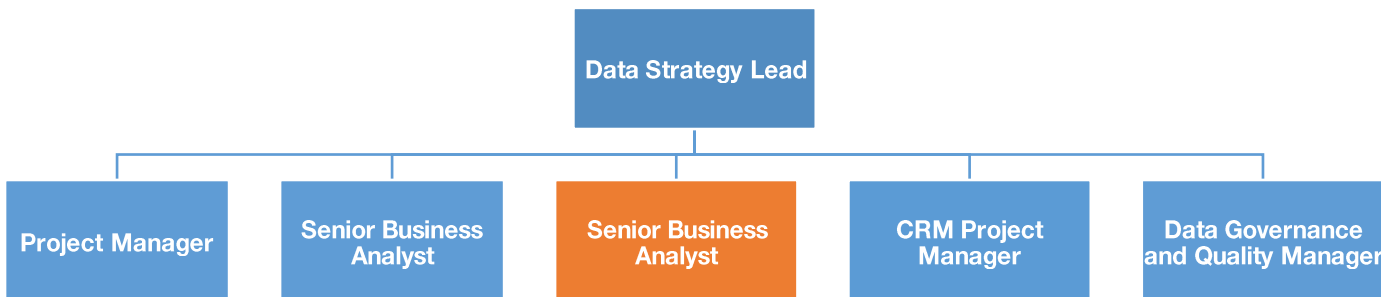 Data Strategy Lead
Project Manager
Senior Business
Analyst
Senior Business
Analyst
CRM Project
Manager
Data Governance
and Quality Manager